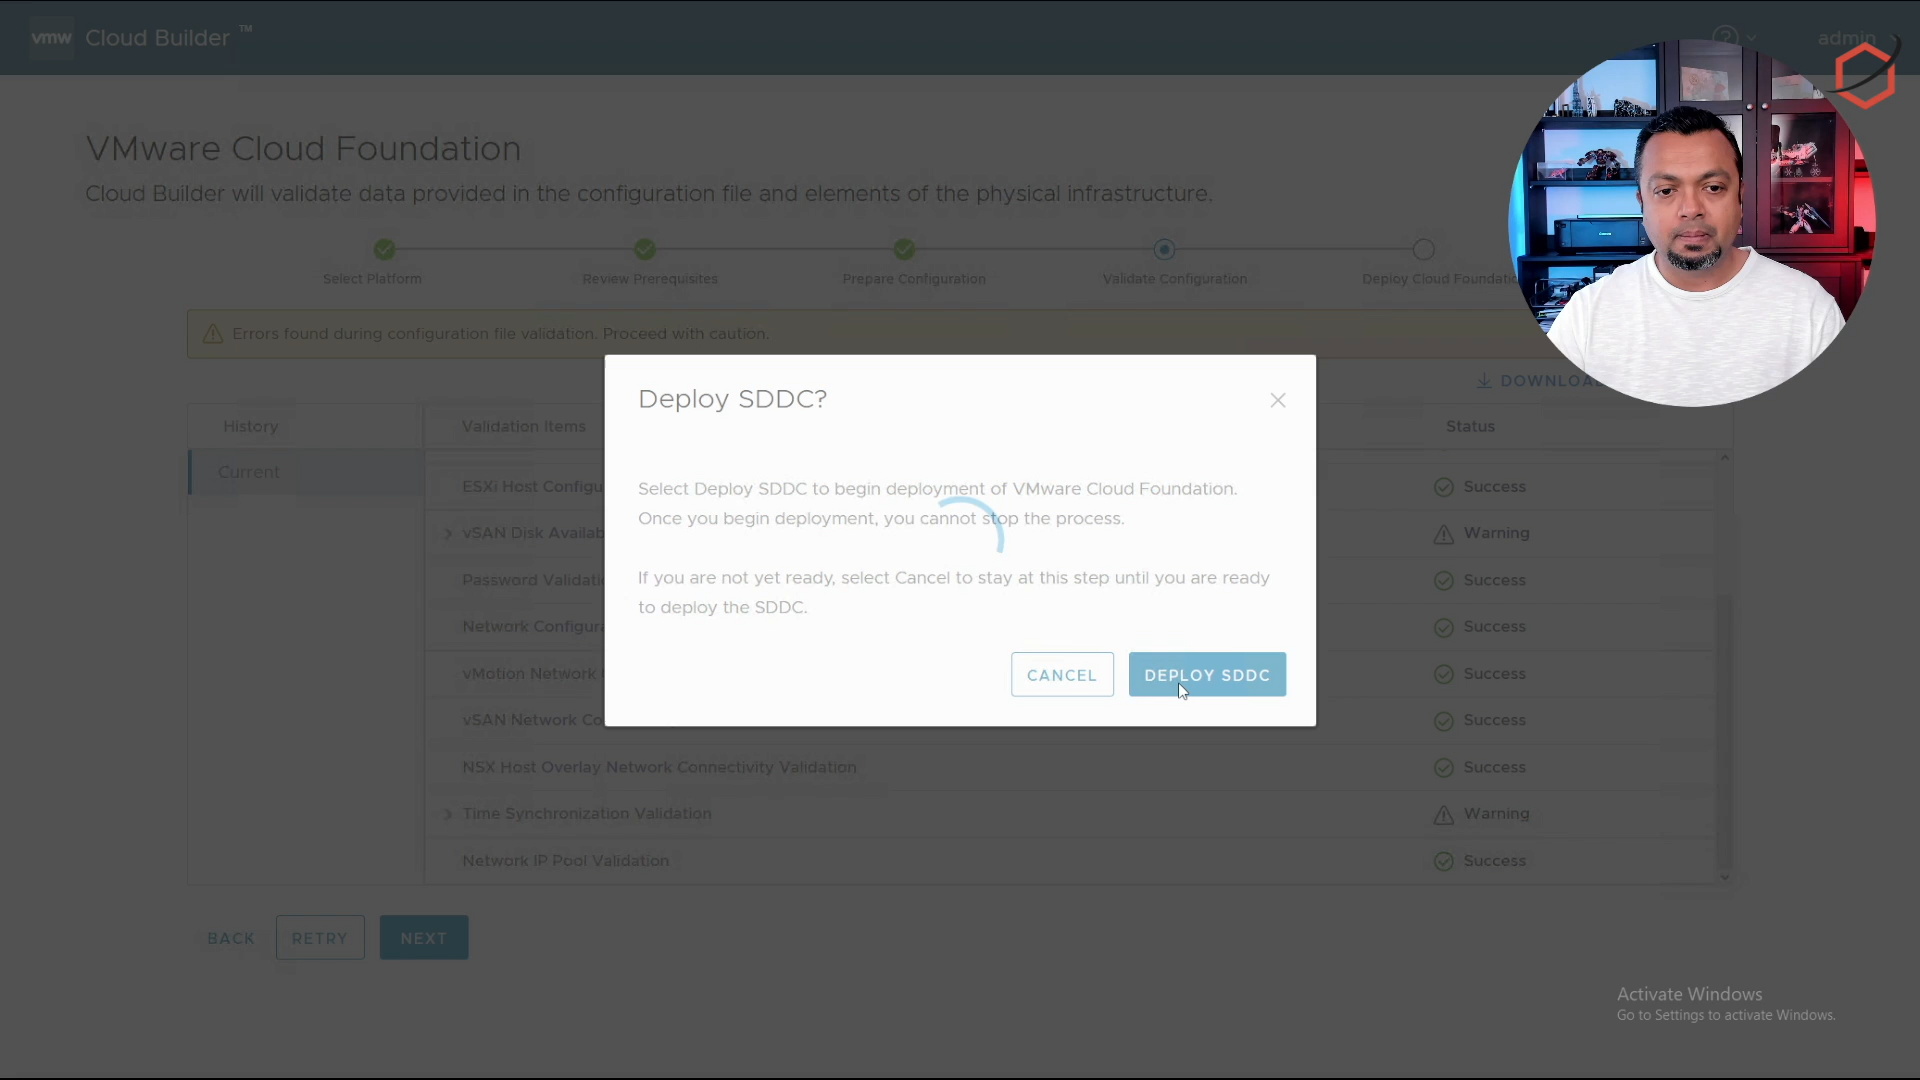 vmw Cloud Builder ™
admin
VMware Cloud Foundation
Cloud Builder will validate data provided in the configuration file and elements of the physical infrastructure.
Select Platform
Review Prerequisites
Prepare Configuration
Validate Configuration
Deploy Cloud
Errors found during configuration file validation. Proceed with caution.
Deploy SDDC?
Select Deploy SDDC to begin deployment of VMware Cloud Foundation.
Once you begin deployment, you cannot stop the process.
If you are not yet ready, select Cancel to stay at this step until you are ready
to deploy the SDDC.
CANCEL
DEPLOY SDDC
History
Current
Validation Items
Status
ESXi Host
Success
vSAN Disk
Warning
Password
Success
Network
Success
vMotion Network
Success
vSAN Network
Success
NSX Host Overlay Network Connectivity Validation
Success
Time Synchronization Validation
Warning
Network IP Pool Validation
Success
BACK
RETRY
NEXT
Activate Windows
Go to Settings to activate Windows.